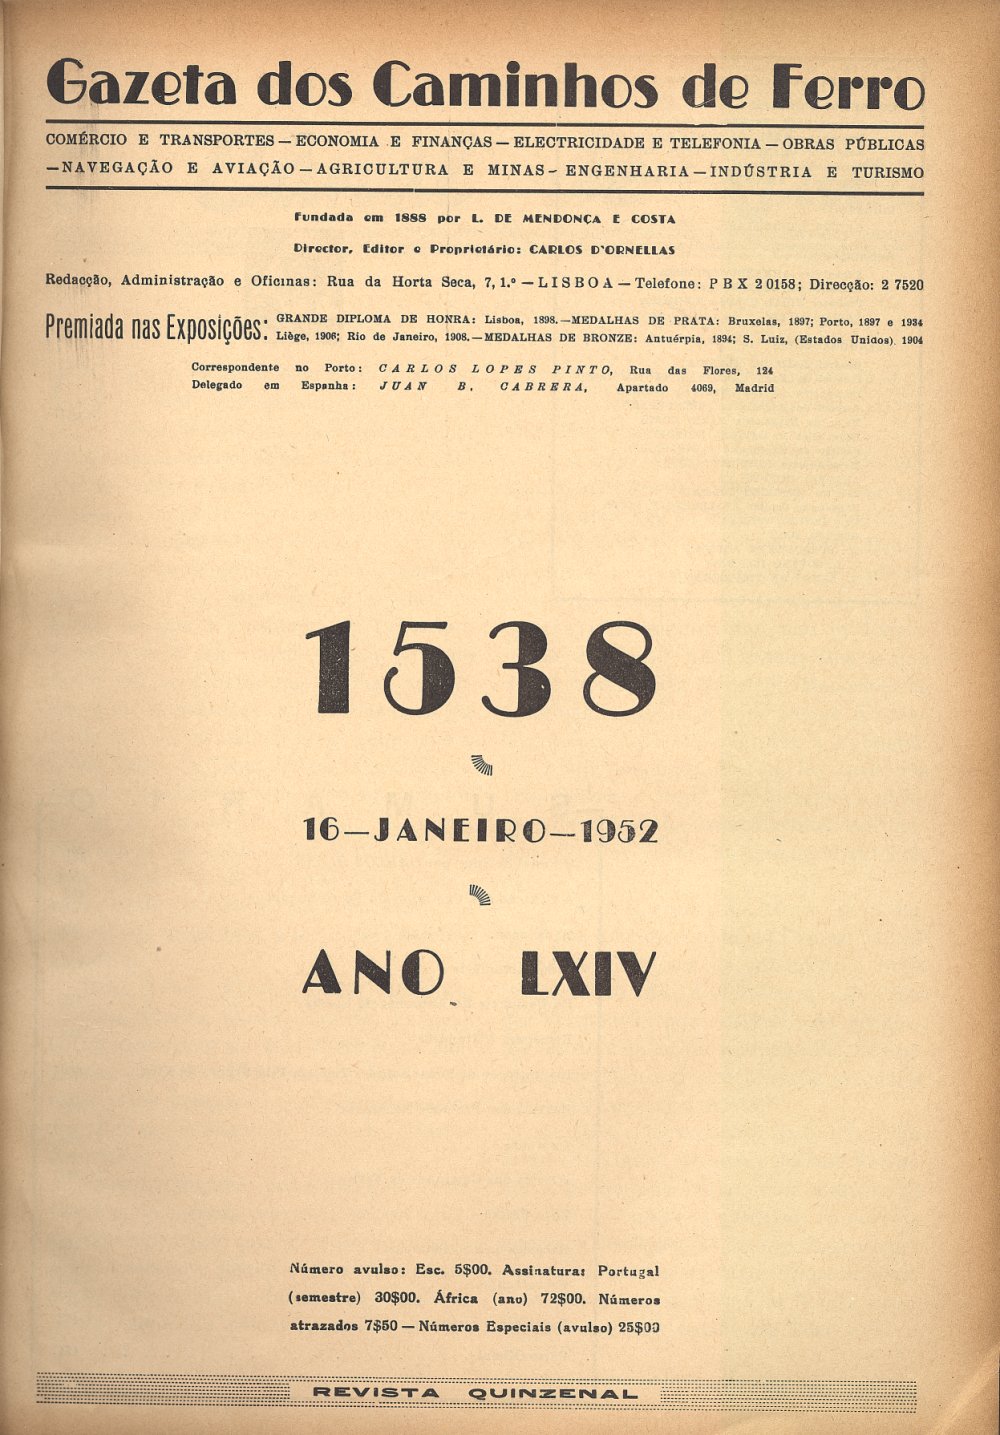 Gazeta dos Caminhos de Ferro
COMÉRCIO E TRANSPORTES — ECONOMIA E FINANÇAS — ELECTRICIDADE E TELEFONIA — OBRAS PÚBLICAS
— NAVEGAÇÃO E AVIAÇÃO — AGRICULTURA E MINAS - ENGENHARIA — INDÚSTRIA E TURISMO
Fundada em 1888 por L. DE MENDONÇA E COSTA
Director, Editor e Proprietário: CARLOS D'ORNELLAS
Redacção, Administração e Oficinas: Rua da Horta Seca, 7, 1.º — LISBOA — Telefone: PBX 20158; Direcção: 2 7520
Premiada nas Exposições: GRANDE DIPLOMA DE HONRA: Lisboa, 1898. — MEDALHAS DE PRATA: Bruxelas, 1897; Porto, 1897 e 1934
Liège, 1906; Rio de Janeiro, 1908. — MEDALHAS DE BRONZE: Antuérpia, 1894; S. Luiz, (Estados Unidos) 1904
Correspondente no Porto: CARLOS LOPES PINTO, Rua das Flores, 124
Delegado em Espanha: JUAN B. CABRERA, Apartado 4069, Madrid
1538
16 — JANEIRO — 1952
ANO LXIV
Número avulso: Esc. 5$00. Assinatura: Portugal
(semestre) 30$00. África (ano) 72$00. Números
atrazados 7$50 — Números Especiais (avulso) 25$00
REVISTA QUINZENAL